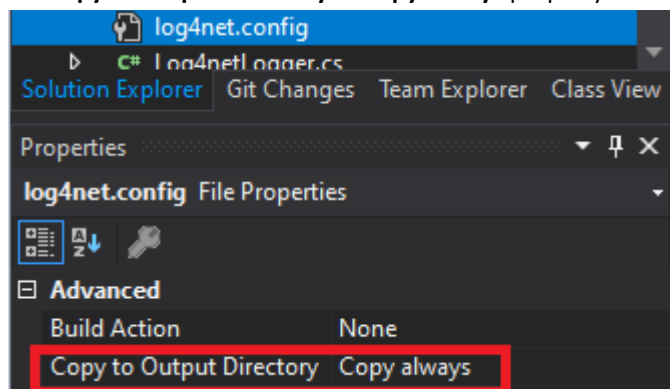 log4net.config
C# Log4netLogger.cs
Solution Explorer Git Changes Team Explorer Class View
Properties
log4net.config File Properties
Advanced
Build Action None
Copy to Output Directory Copy always